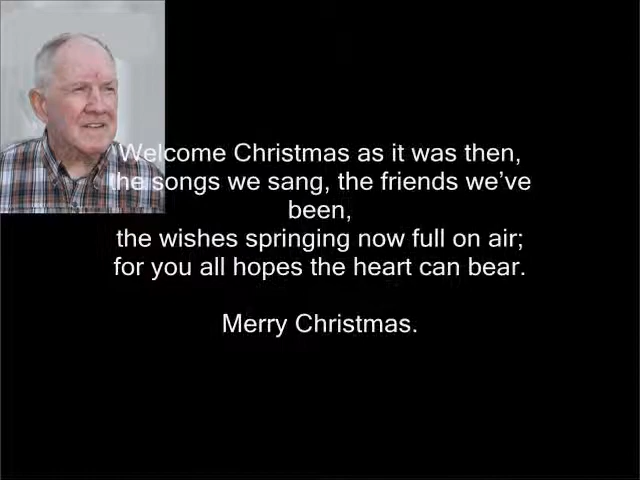 Welcome Christmas as it was then,
the songs we sang, the friends we’ve
been,
the wishes springing now full on air;
for you all hopes the heart can bear.
Merry Christmas.